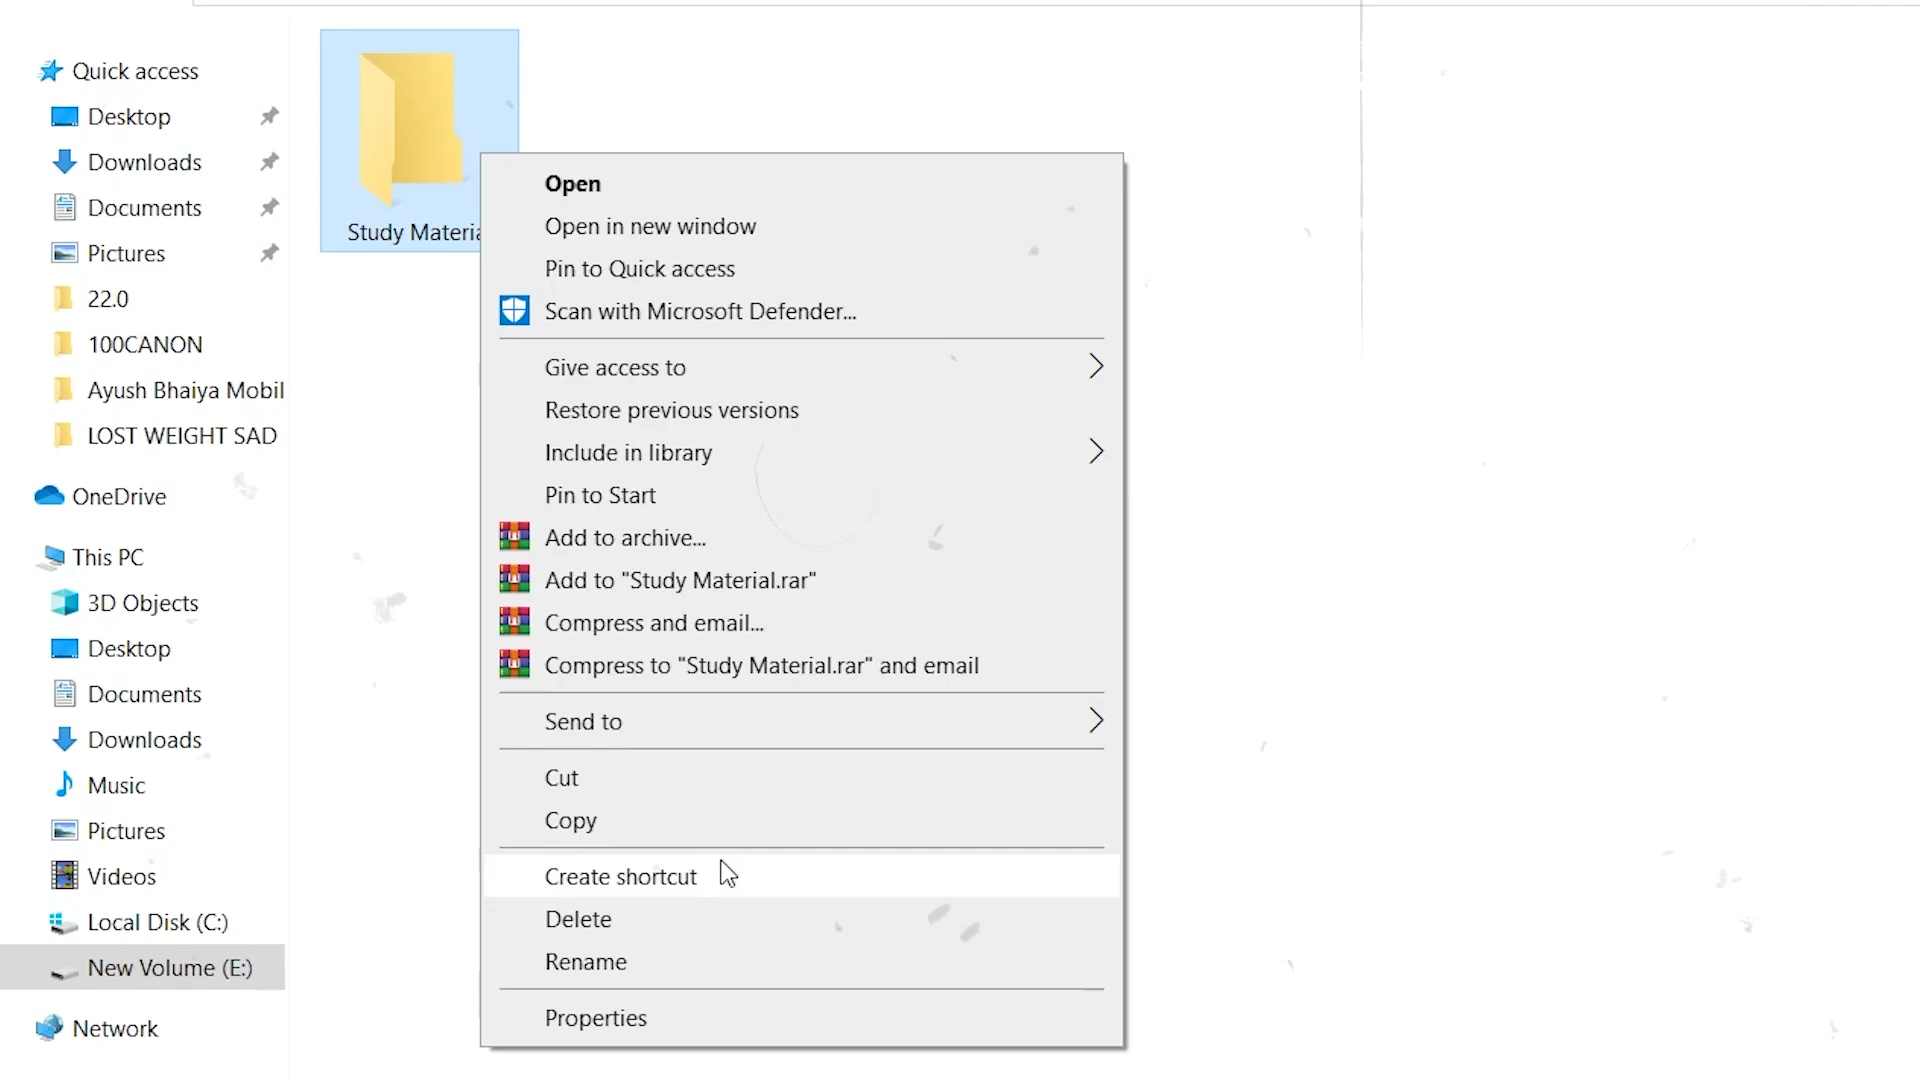 Quick access
Desktop
Downloads
Documents
Pictures
22.0
100CANON
Ayush Bhaiya Mobil
LOST WEIGHT SAD
OneDrive
This PC
3D Objects
Desktop
Documents
Downloads
Music
Pictures
Videos
Local Disk (C:)
New Volume (E:)
Network
Study Materia
Open
Open in new window
Pin to Quick access
Scan with Microsoft Defender...
Give access to
Restore previous versions
Include in library
Pin to Start
Add to archive...
Add to "Study Material.rar"
Compress and email...
Compress to "Study Material.rar" and email
Send to
Cut
Copy
Create shortcut
Delete
Rename
Properties